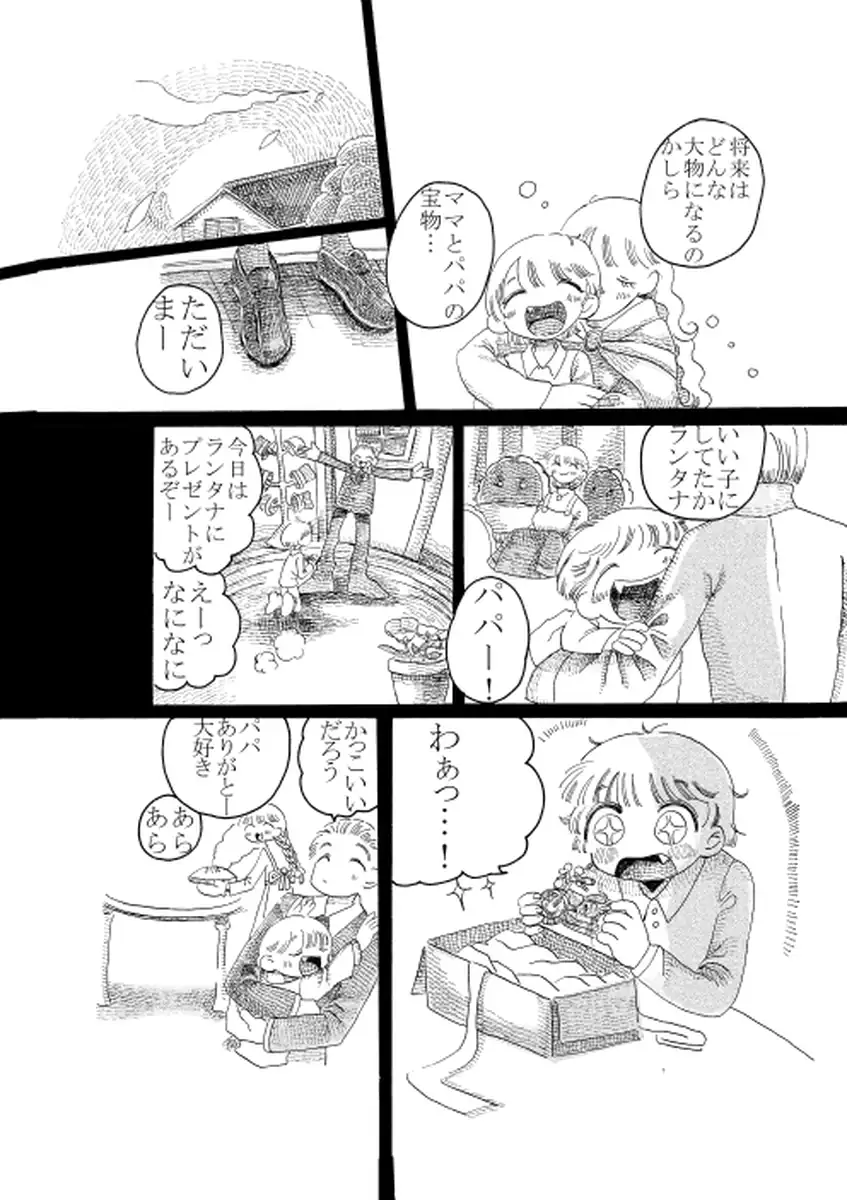 将来は
どんな
大物になるの
かしら
ママとパパの
宝物…
ただい
まー
いい子に
してたか
ランタナ
パパー！
今日は
ランタナに
プレゼントが
あるぞー
えーっ
なになに
わぁっ…！
かっこいい
だろう
パパ
ありがとー
大好き
あら
あら